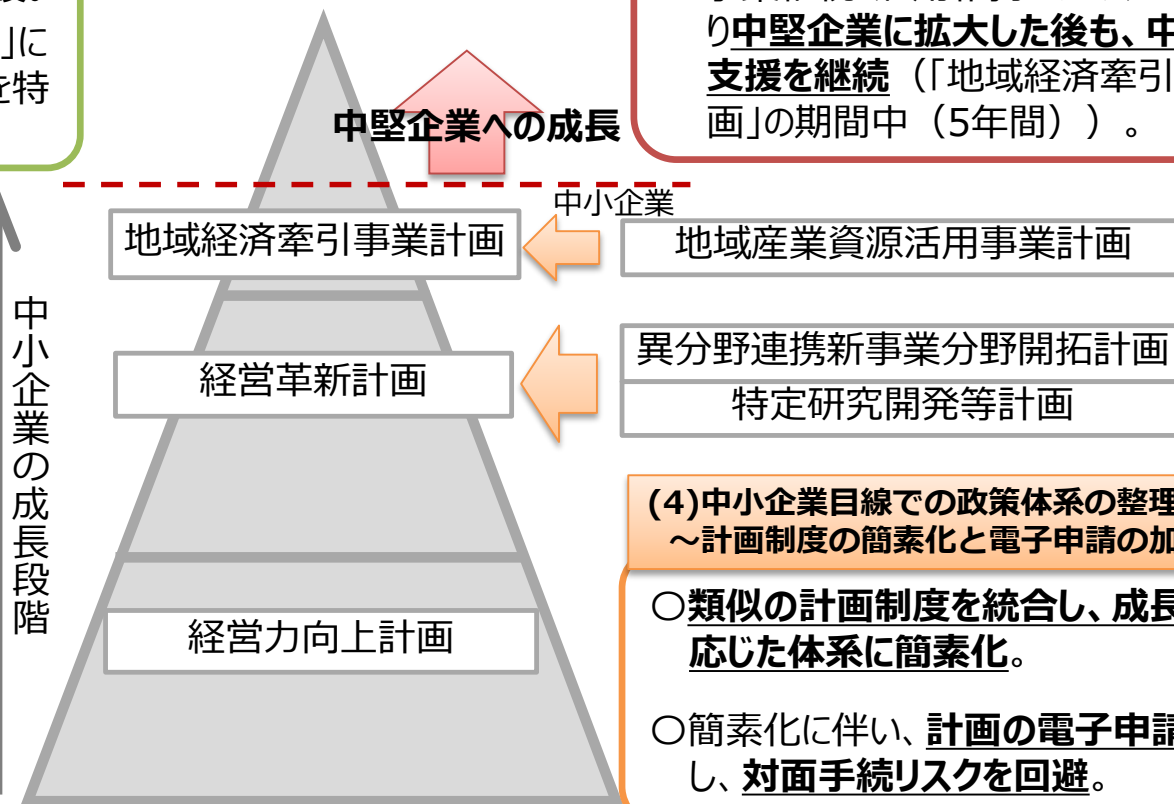 」に
と特
り中堅企業に拡大した後も、中
支援を継続（「地域経済牽引
画」の期間中（5年間））。
中堅企業への成長
中小企業
地域経済牽引事業計画
地域産業資源活用事業計画
中小企業の成長段階
経営革新計画
異分野連携新事業分野開拓計画
特定研究開発等計画
経営力向上計画
(4)中小企業目線での政策体系の整理
～計画制度の簡素化と電子申請の加
○類似の計画制度を統合し、成長
応じた体系に簡素化。
○簡素化に伴い、計画の電子申請
し、対面手続リスクを回避。